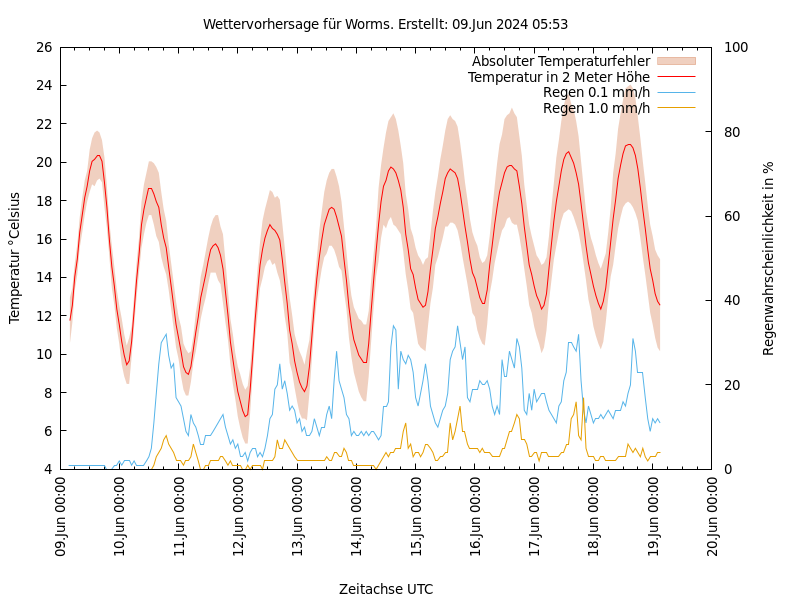 Wettervorhersage für Worms. Erstellt: 09.Jun 2024 05:53
Absoluter Temperaturfehler
Temperatur in 2 Meter Höhe
Regen 0.1 mm/h
Regen 1.0 mm/h
Temperatur °Celsius
26
24
22
20
18
16
14
12
10
8
6
4
100
80
60
40
20
0
Regenwahrscheinlichkeit in %
09.Jun 00:00
10.Jun 00:00
11.Jun 00:00
12.Jun 00:00
13.Jun 00:00
14.Jun 00:00
15.Jun 00:00
16.Jun 00:00
17.Jun 00:00
18.Jun 00:00
19.Jun 00:00
20.Jun 00:00
Zeitachse UTC